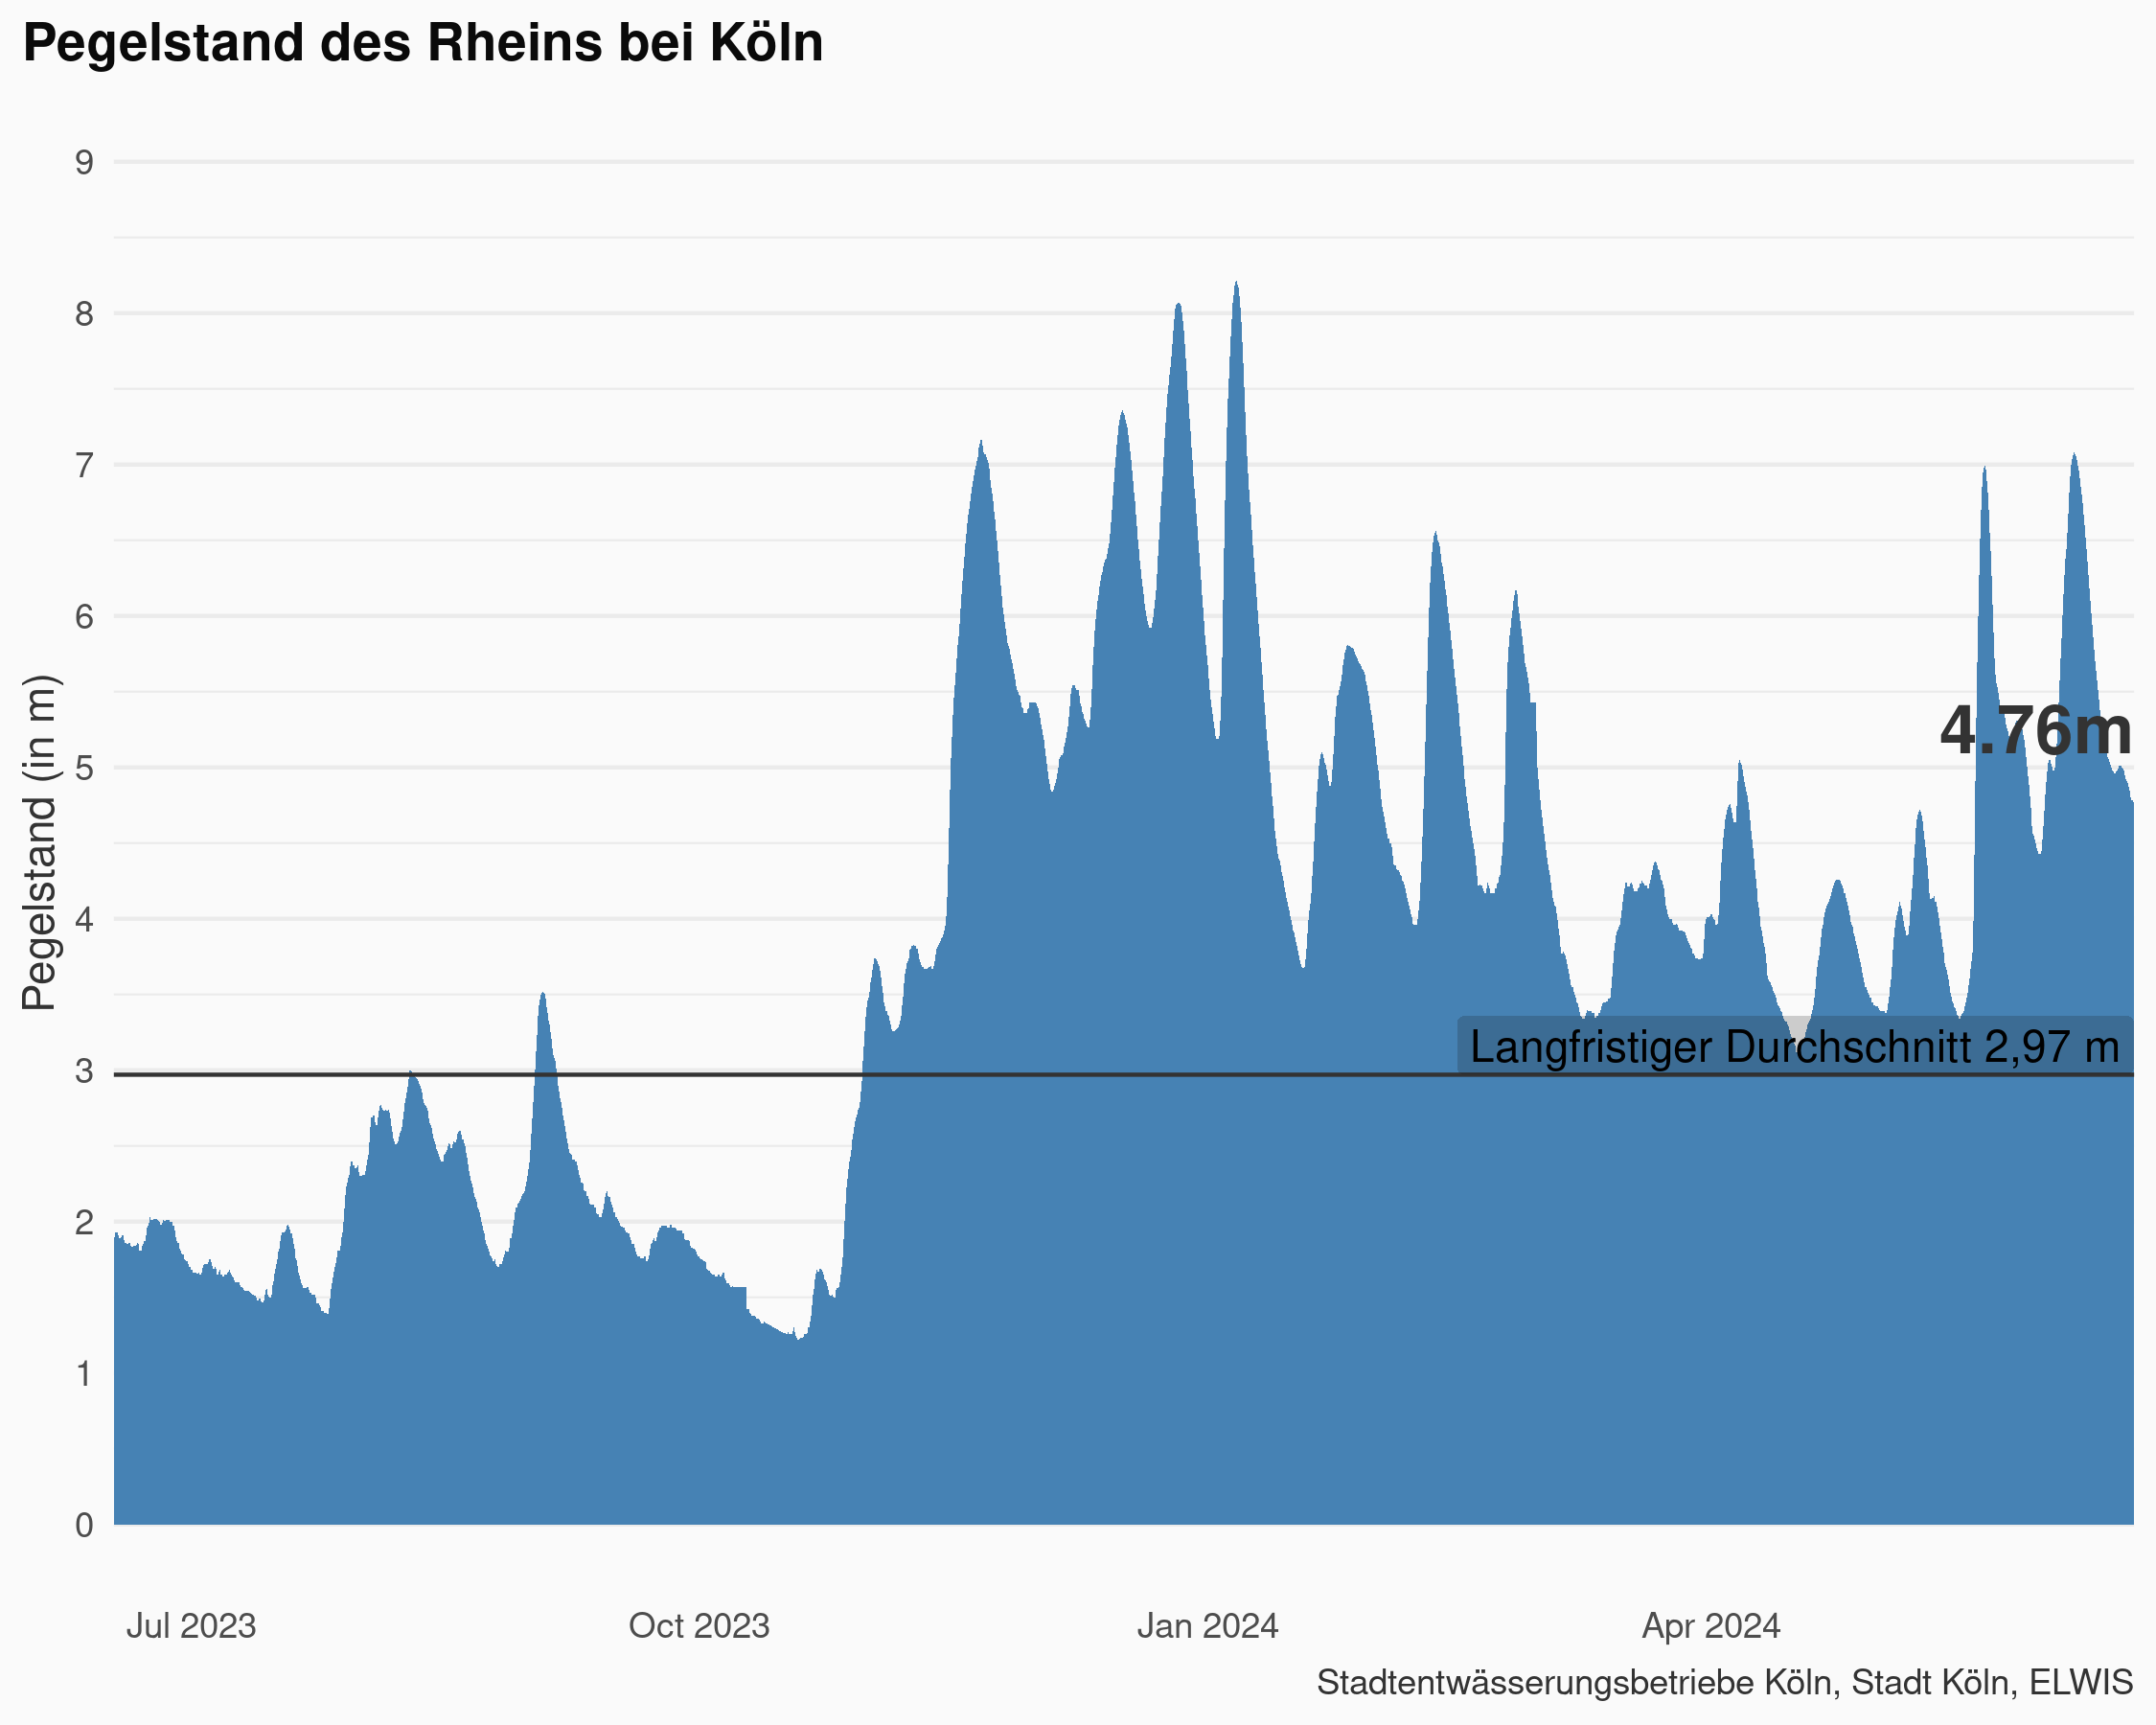 Pegelstand des Rheins bei Köln
9
8
7
6
5
4
3
2
1
0
Pegelstand (in m)
4.76m
Langfristiger Durchschnitt 2,97 m
Jul 2023
Oct 2023
Jan 2024
Apr 2024
Stadtentwässerungsbetriebe Köln, Stadt Köln, ELWIS